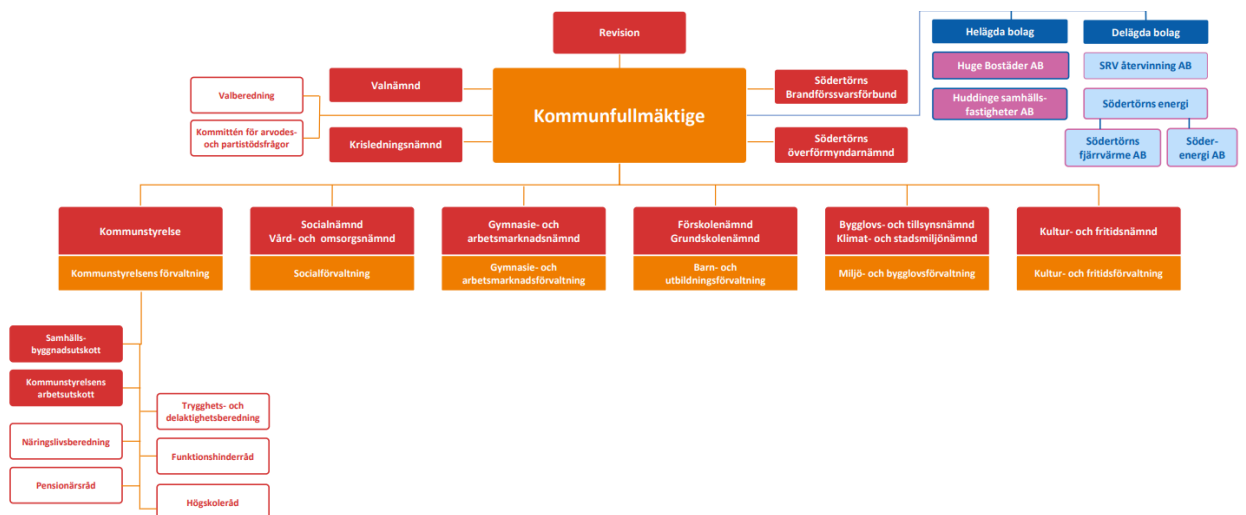 Revision
Helägda bolag
Delägda bolag
Huge Bostäder AB
SRV återvinning AB
Valnämnd
Södertörns
Brandförssvarsförbund
Valberedning
Kommunfullmäktige
Huddinge samhälls-
fastigheter AB
Södertörns energi
Kommittén för arvodes-
och partistödsfrågor
Krisledningsnämnd
Södertörns
överförmyndarnämnd
Södertörns
fjärrvärme AB
Söder-
energi AB
Kommunstyrelse
Kommunstyrelsens förvaltning
Socialnämnd
Vård- och omsorgsnämnd
Socialförvaltning
Gymnasie- och
arbetsmarknadsnämnd
Gymnasie- och
arbetsmarknadsförvaltning
Förskolenämnd
Grundskolenämnd
Barn- och
utbildningsförvaltning
Bygglovs- och tillsynsnämnd
Klimat- och stadsmiljönämnd
Miljö- och bygglovsförvaltning
Kultur- och fritidsnämnd
Kultur- och fritidsförvaltning
Samhälls-
byggnadsutskott
Kommunstyrelsens
arbetsutskott
Trygghets- och
delaktighetsberedning
Näringslivsberedning
Funktionshinderråd
Pensionärsråd
Högskoleråd